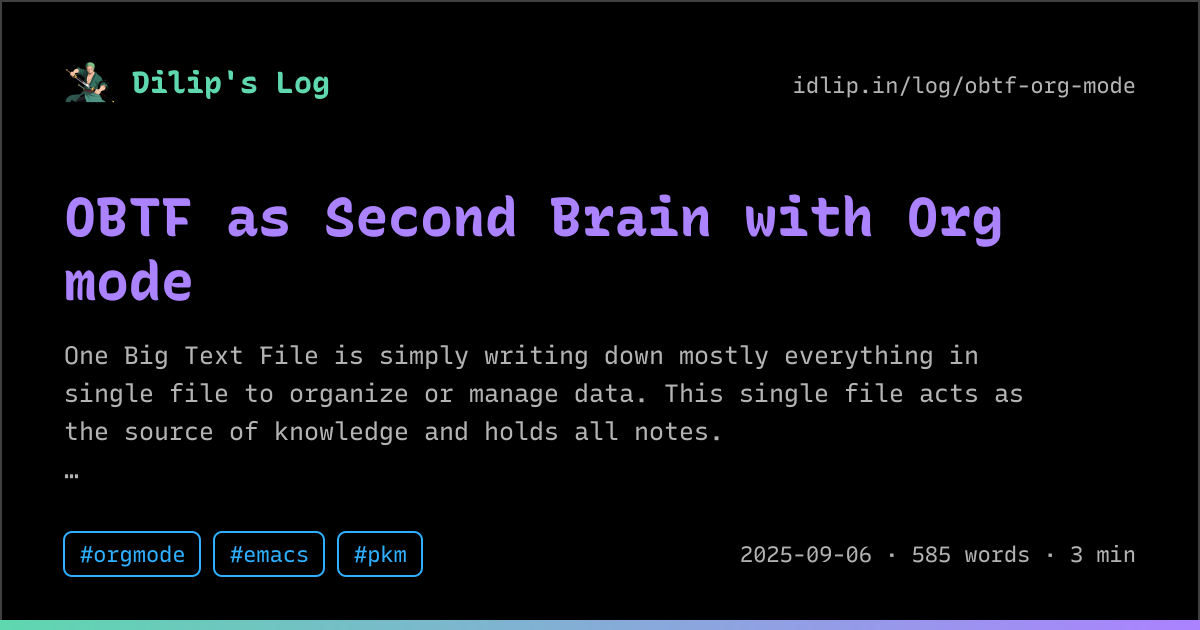 Dilip's Log
idlip.in/log/obtf-org-mode
OBTF as Second Brain with Org
mode
One Big Text File is simply writing down mostly everything in
single file to organize or manage data. This single file acts as
the source of knowledge and holds all notes.
…
#orgmode #emacs #pkm
2025-09-06 · 585 words · 3 min